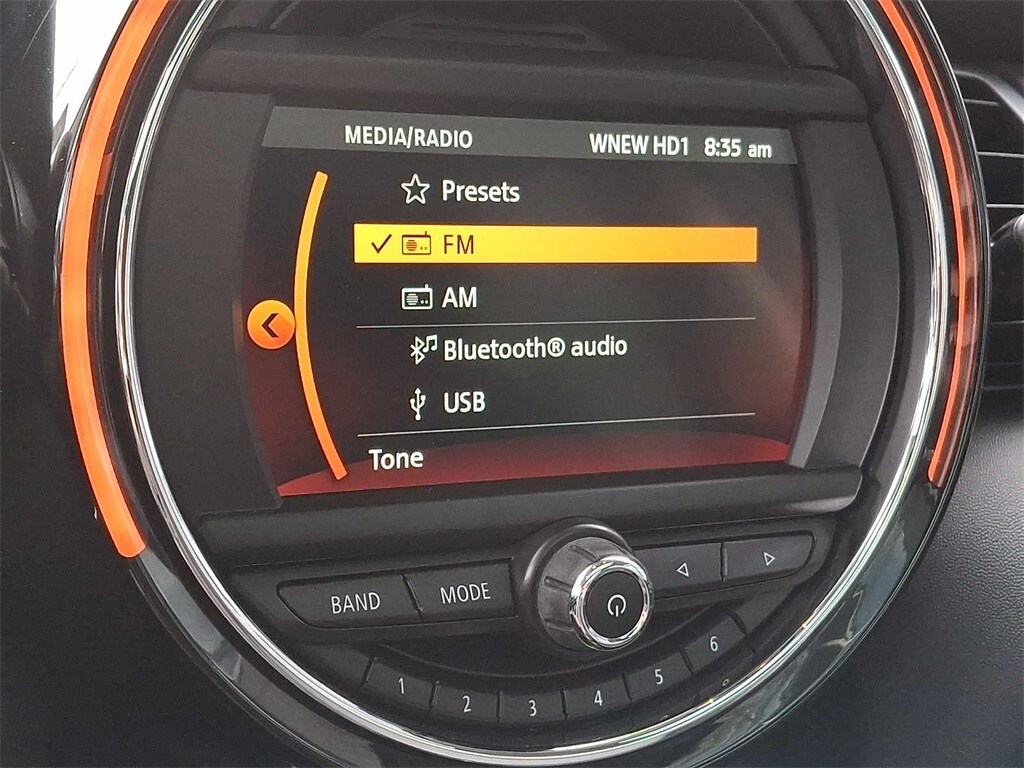 MEDIA/RADIO WNEW HD1 8:35 am
Presets
FM
AM
Bluetooth® audio
USB
Tone
BAND MODE
1 2 3 4 5 6